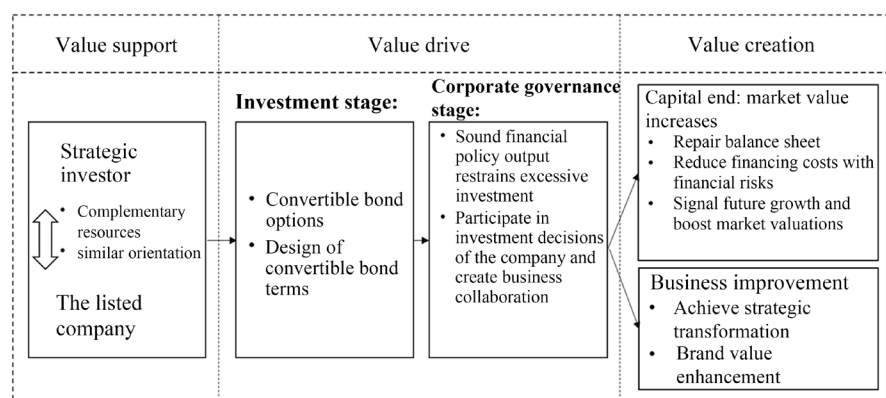 Value support
Value drive
Value creation
Strategic
investor
• Complementary
resources
• similar orientation
The listed
company
Investment stage:
• Convertible bond
options
• Design of
convertible bond
terms
Corporate governance
stage:
• Sound financial
policy output
restrains excessive
investment
• Participate in
investment decisions
of the company and
create business
collaboration
Capital end: market value
increases
• Repair balance sheet
• Reduce financing costs with
financial risks
• Signal future growth and
boost market valuations
Business improvement
• Achieve strategic
transformation
• Brand value
enhancement